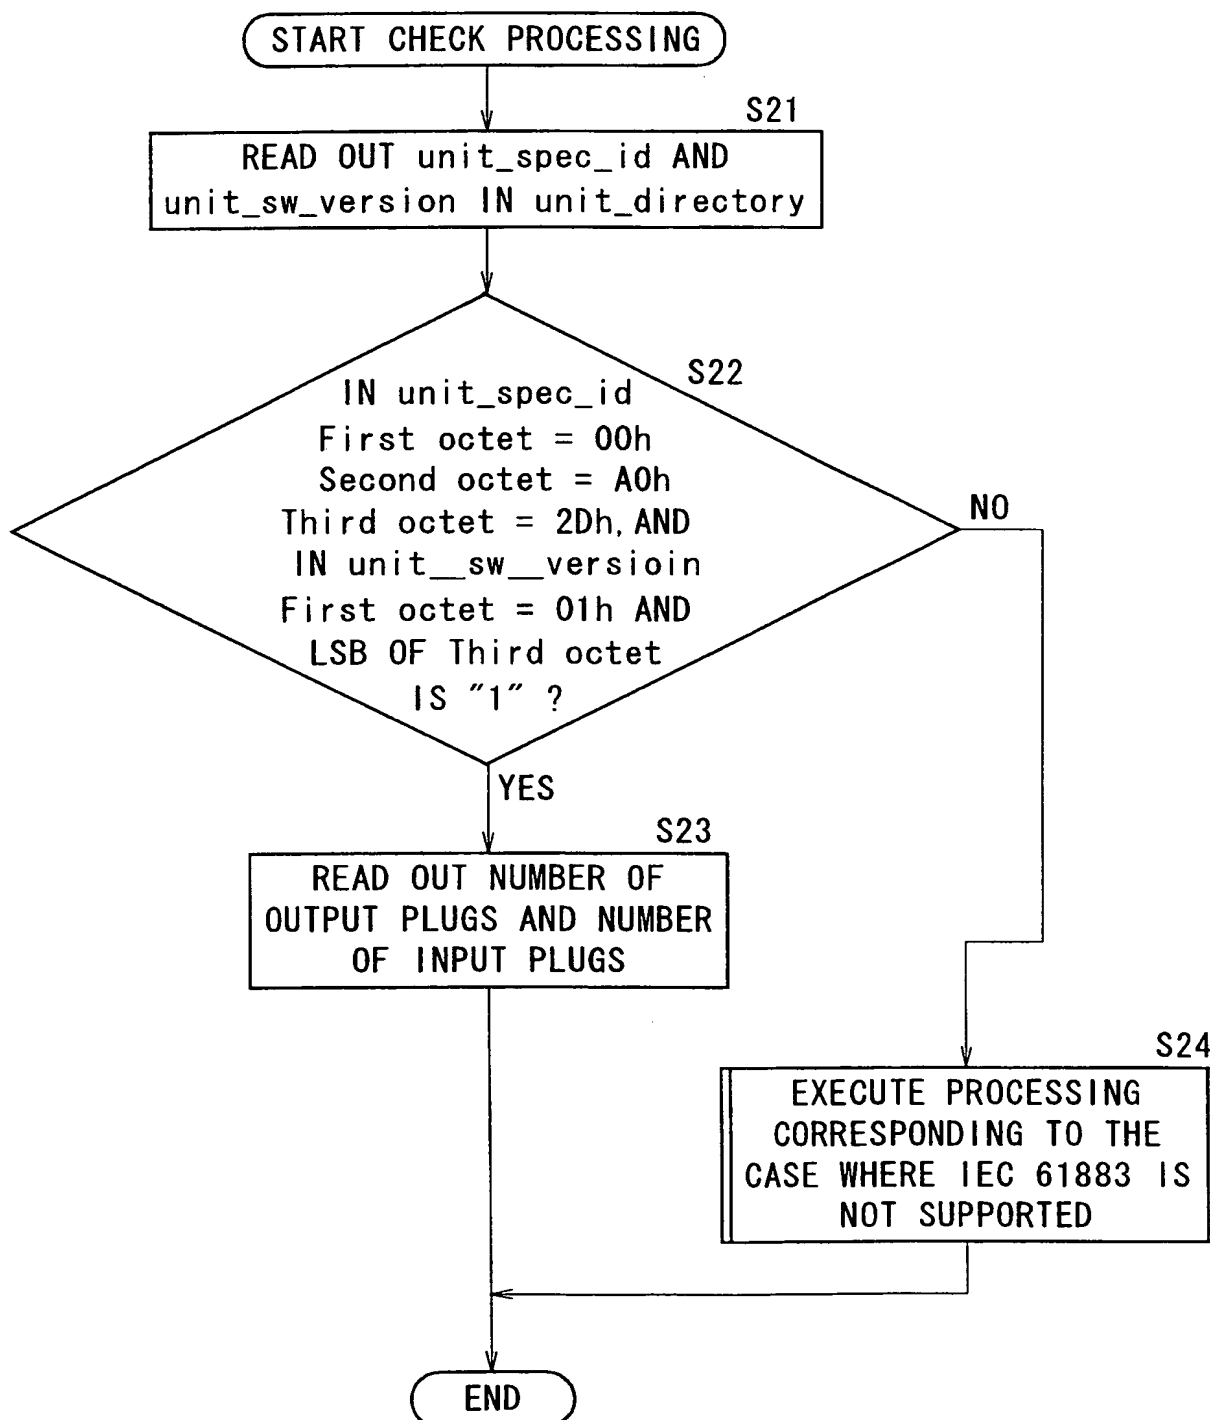 START CHECK PROCESSING
S21
READ OUT unit_spec_id AND
unit_sw_version IN unit_directory
S22
IN unit_spec_id
First octet = 00h
Second octet = A0h
Third octet = 2Dh, AND
IN unit__sw__versioin
First octet = 01h AND
LSB OF Third octet
IS "1" ?
NO
YES
S23
READ OUT NUMBER OF
OUTPUT PLUGS AND NUMBER
OF INPUT PLUGS
S24
EXECUTE PROCESSING
CORRESPONDING TO THE
CASE WHERE IEC 61883 IS
NOT SUPPORTED
END